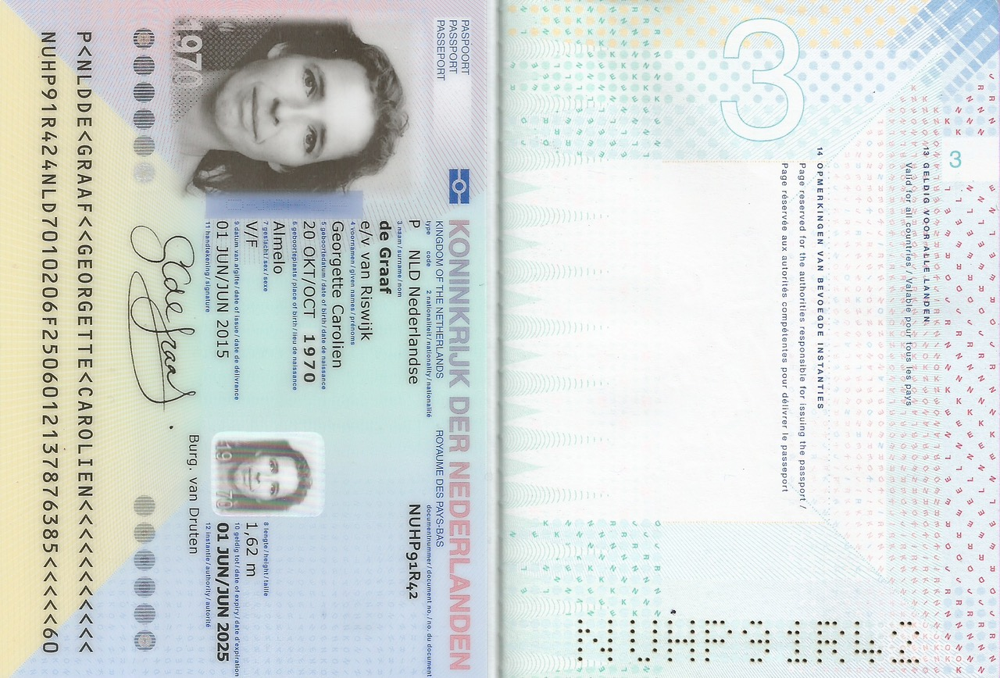 PASPOORT
PASSPORT
PASSEPORT
KONINKRIJK DER NEDERLANDEN
KINGDOM OF THE NETHERLANDS ROYAUME DES PAYS-BAS
type code 2 nationaliteit / nationality / nationalité documentnummer / document no. / no. du document
P NLD Nederlandse NUHP91R42
3 naam / surname / nom
de Graaf
e/v van Riswijk
4 voornamen / given names / prénoms
Georgette Carolien
5 geboortedatum / date of birth / date de naissance
20 OKT/OCT 1970
6 geboorteplaats / place of birth / lieu de naissance
Almelo
7 geslacht / sex / sexe 8 lengte / height / taille
V/F 1,62 m
9 datum van afgifte / date of issue / date de délivrance 10 geldig tot / date of expiry / date d'expiration
01 JUN/JUN 2015 01 JUN/JUN 2025
11 handtekening / signature 12 instantie / authority / autorité
Burg. van Druten
1970
19 70
P<NLDDE<GRAAF<<GEORGETTE<CAROLIEN<<<<<<<<<<<
NUHP91R424NLD7010206F2506012137876385<<<<<60
3
13 GELDIG VOOR ALLE LANDEN
Valid for all countries / Valable pour tous les pays
14 OPMERKINGEN VAN BEVOEGDE INSTANTIES
Page reserved for the authorities responsible for issuing the passport /
Page réservée aux autorités compétentes pour délivrer le passeport
3
NUHP91R42